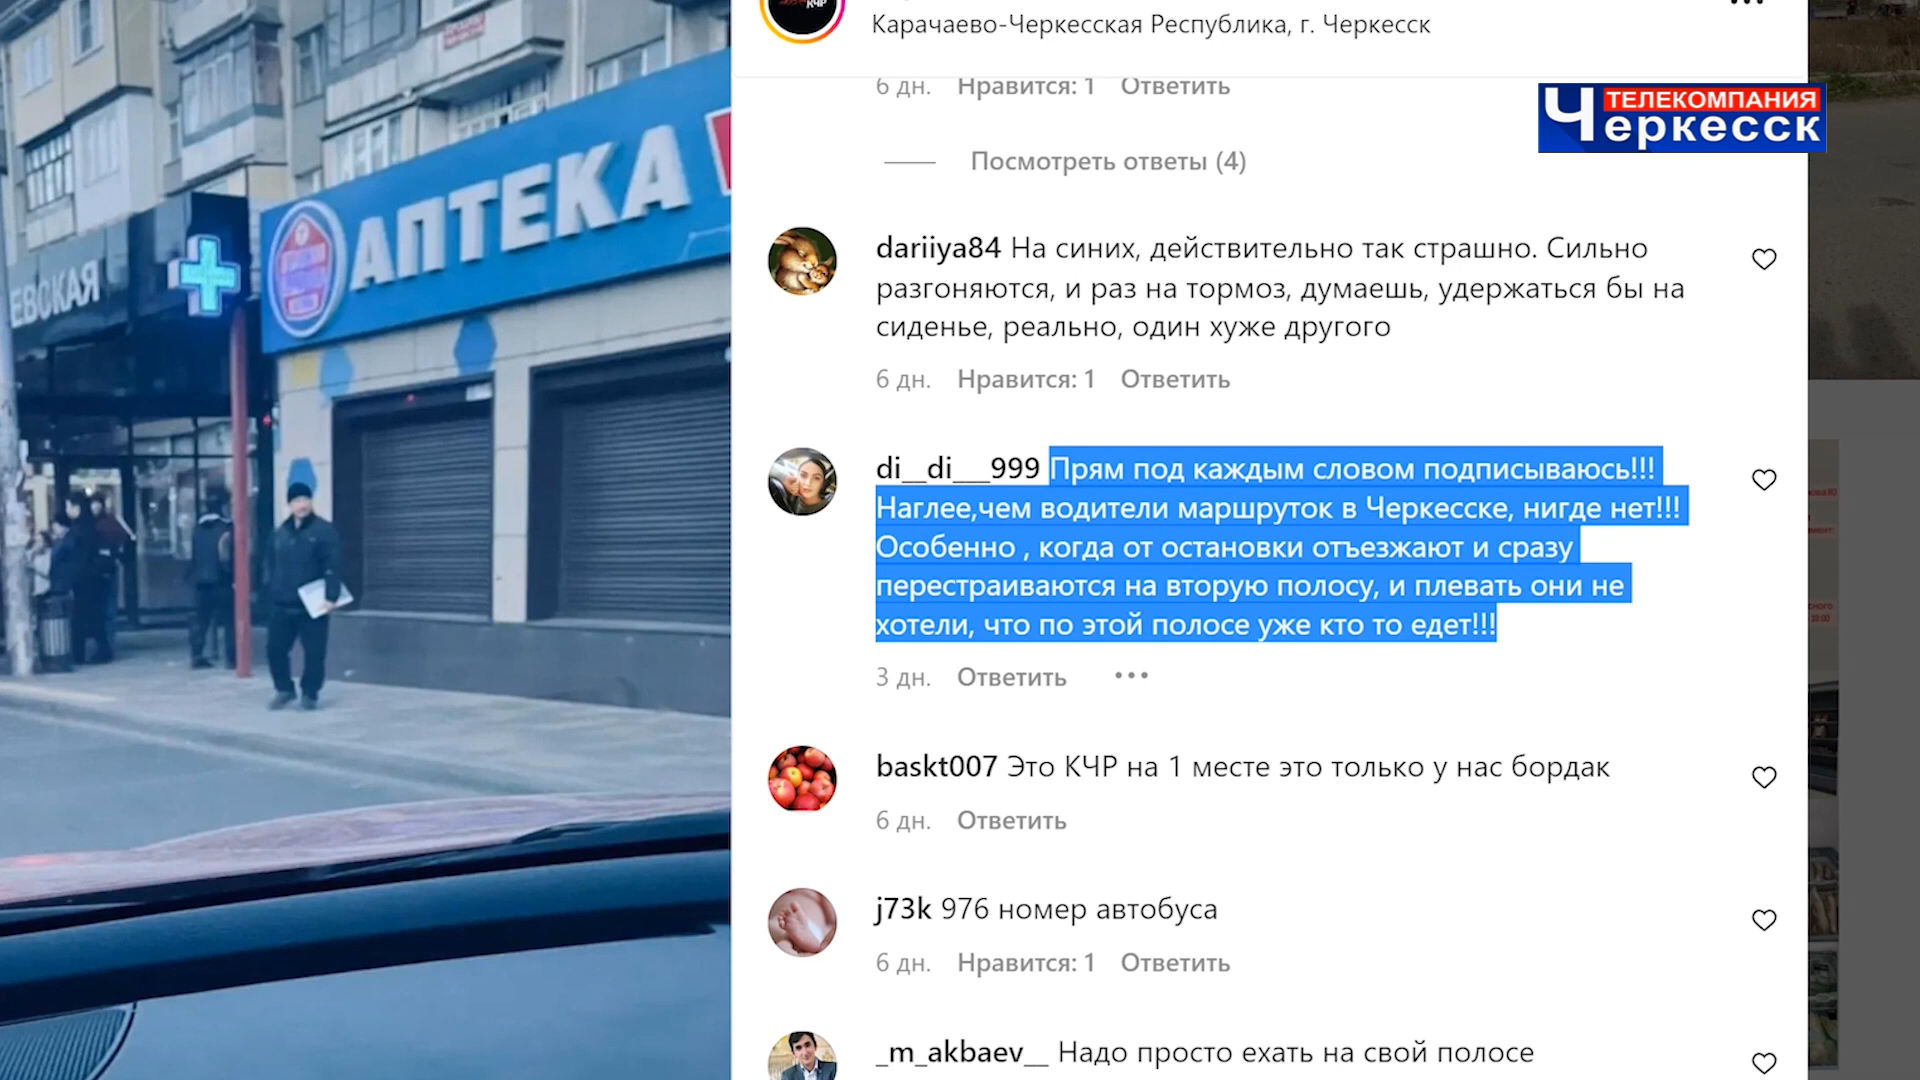 КЧР
Карачаево-Черкесская Республика, г. Черкесск
6 дн. Нравится: 1 Ответить
Посмотреть ответы (4)
ТЕЛЕКОМПАНИЯ
Черкесск
АПТЕКА
ЕВСКАЯ
dariiya84 На синих, действительно так страшно. Сильно
разгоняются, и раз на тормоз, думаешь, удержаться бы на
сиденье, реально, один хуже другого
6 дн. Нравится: 1 Ответить
di__di___999 Прям под каждым словом подписываюсь!!!
Наглее,чем водители маршруток в Черкесске, нигде нет!!!
Особенно , когда от остановки отъезжают и сразу
перестраиваются на вторую полосу, и плевать они не
хотели, что по этой полосе уже кто то едет!!!
3 дн. Ответить
baskt007 Это КЧР на 1 месте это только у нас бордак
6 дн. Ответить
j73k 976 номер автобуса
6 дн. Нравится: 1 Ответить
_m_akbaev__ Надо просто ехать на свой полосе